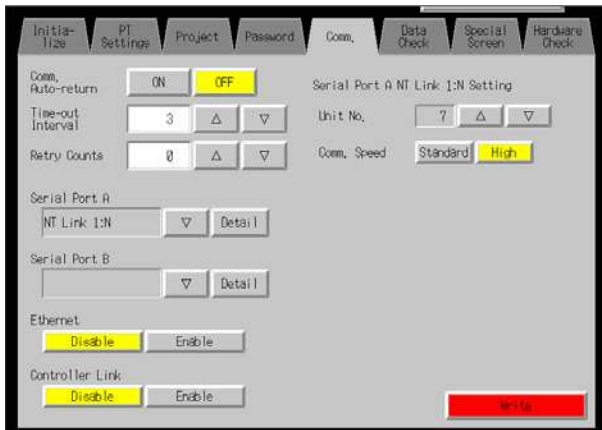 Initia-
lize
PT
Settings
Project
Password
Comm.
Data
Check
Special
Screen
Hardware
Check
Comm.
Auto-return
ON
OFF
Serial Port A NT Link 1:N Setting
Time-out
Interval
3
△
▽
Unit No.
7
△
▽
Retry Counts
0
△
▽
Comm. Speed
Standard
High
Serial Port A
NT Link 1:N
▽
Detail
Serial Port B
▽
Detail
Ethernet
Disable
Enable
Controller Link
Disable
Enable
Write